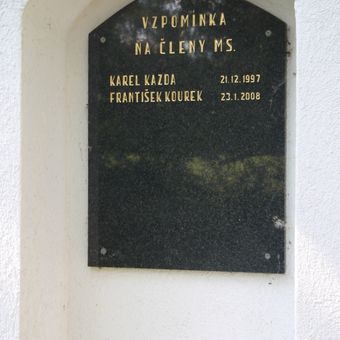 VZPOMÍNKA
NA ČLENY MS.
KAREL KAZDA 21.12.1997
FRANTIŠEK KOUREK 23.1.2008